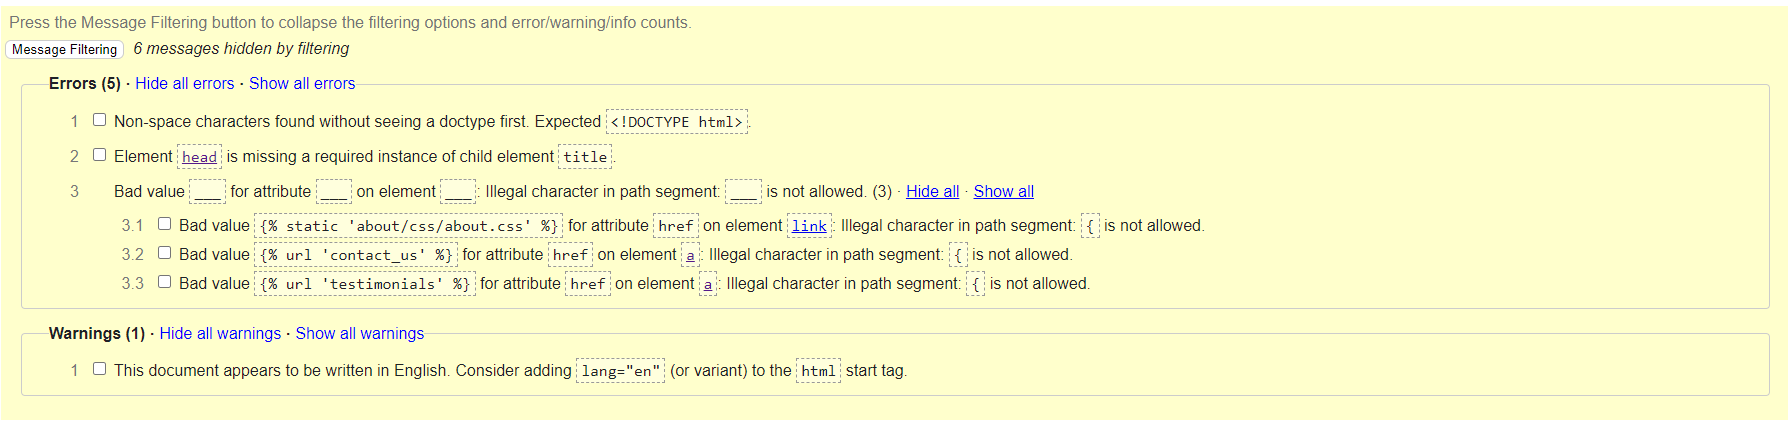 Press the Message Filtering button to collapse the filtering options and error/warning/info counts.
Message Filtering 6 messages hidden by filtering
Errors (5) · Hide all errors · Show all errors
1 Non-space characters found without seeing a doctype first. Expected <!DOCTYPE html>.
2 Element head is missing a required instance of child element title.
3 Bad value ___ for attribute ___ on element ___: Illegal character in path segment: ___ is not allowed. (3) · Hide all · Show all
3.1 Bad value {% static 'about/css/about.css' %} for attribute href on element link: Illegal character in path segment: { is not allowed.
3.2 Bad value {% url 'contact_us' %} for attribute href on element a: Illegal character in path segment: { is not allowed.
3.3 Bad value {% url 'testimonials' %} for attribute href on element a: Illegal character in path segment: { is not allowed.
Warnings (1) · Hide all warnings · Show all warnings
1 This document appears to be written in English. Consider adding lang="en" (or variant) to the html start tag.